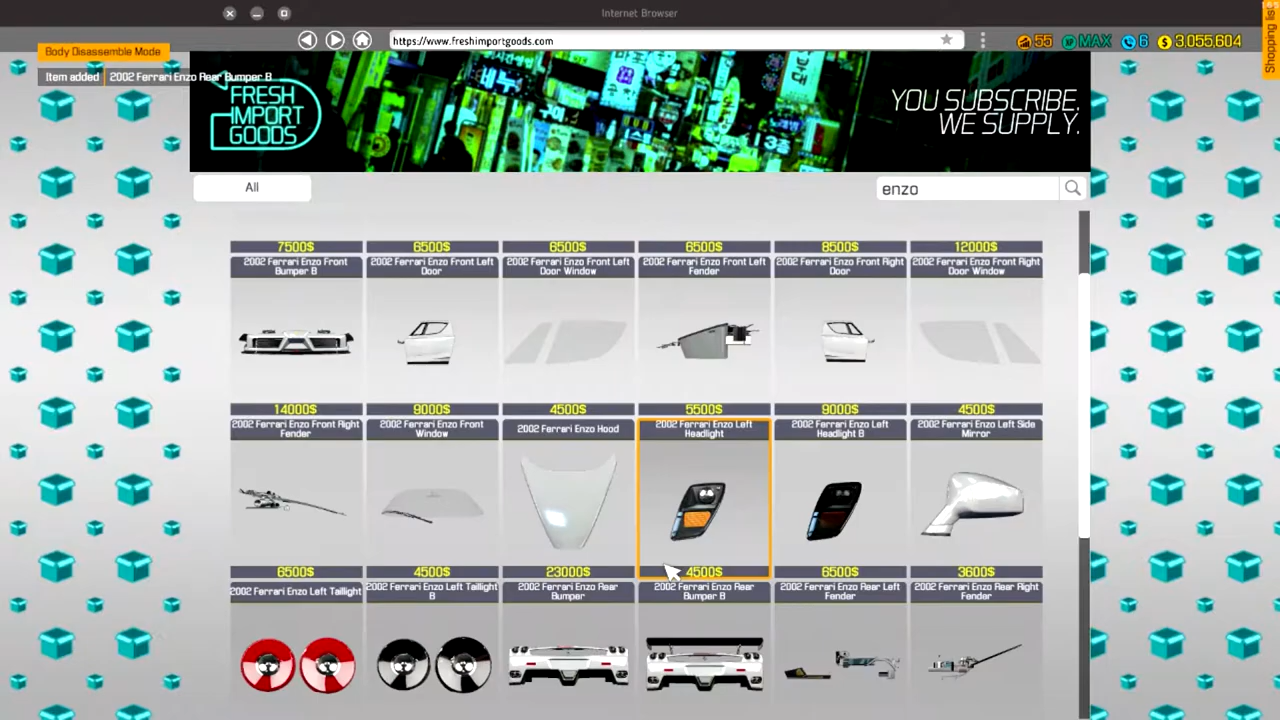 Internet Browser
https://www.freshimportgoods.com
55
MAX
6
$ 3,055,604
Shopping list
Body Disassemble Mode
Item added
2002 Ferrari Enzo Rear Bumper B
FRESH
IMPORT
GOODS
YOU SUBSCRIBE.
WE SUPPLY.
All
enzo
7500$
6500$
6500$
6500$
8500$
12000$
2002 Ferrari Enzo Front
Bumper B
2002 Ferrari Enzo Front Left
Door
2002 Ferrari Enzo Front Left
Door Window
2002 Ferrari Enzo Front Left
Fender
2002 Ferrari Enzo Front Right
Door
2002 Ferrari Enzo Front Right
Door Window
14000$
9000$
4500$
5500$
9000$
4500$
2002 Ferrari Enzo Front Right
Fender
2002 Ferrari Enzo Front
Window
2002 Ferrari Enzo Hood
2002 Ferrari Enzo Left
Headlight
2002 Ferrari Enzo Left
Headlight B
2002 Ferrari Enzo Left Side
Mirror
6500$
4500$
23000$
4500$
6500$
3600$
2002 Ferrari Enzo Left Taillight
2002 Ferrari Enzo Left Taillight
B
2002 Ferrari Enzo Rear
Bumper
2002 Ferrari Enzo Rear
Bumper B
2002 Ferrari Enzo Rear Left
Fender
2002 Ferrari Enzo Rear Right
Fender